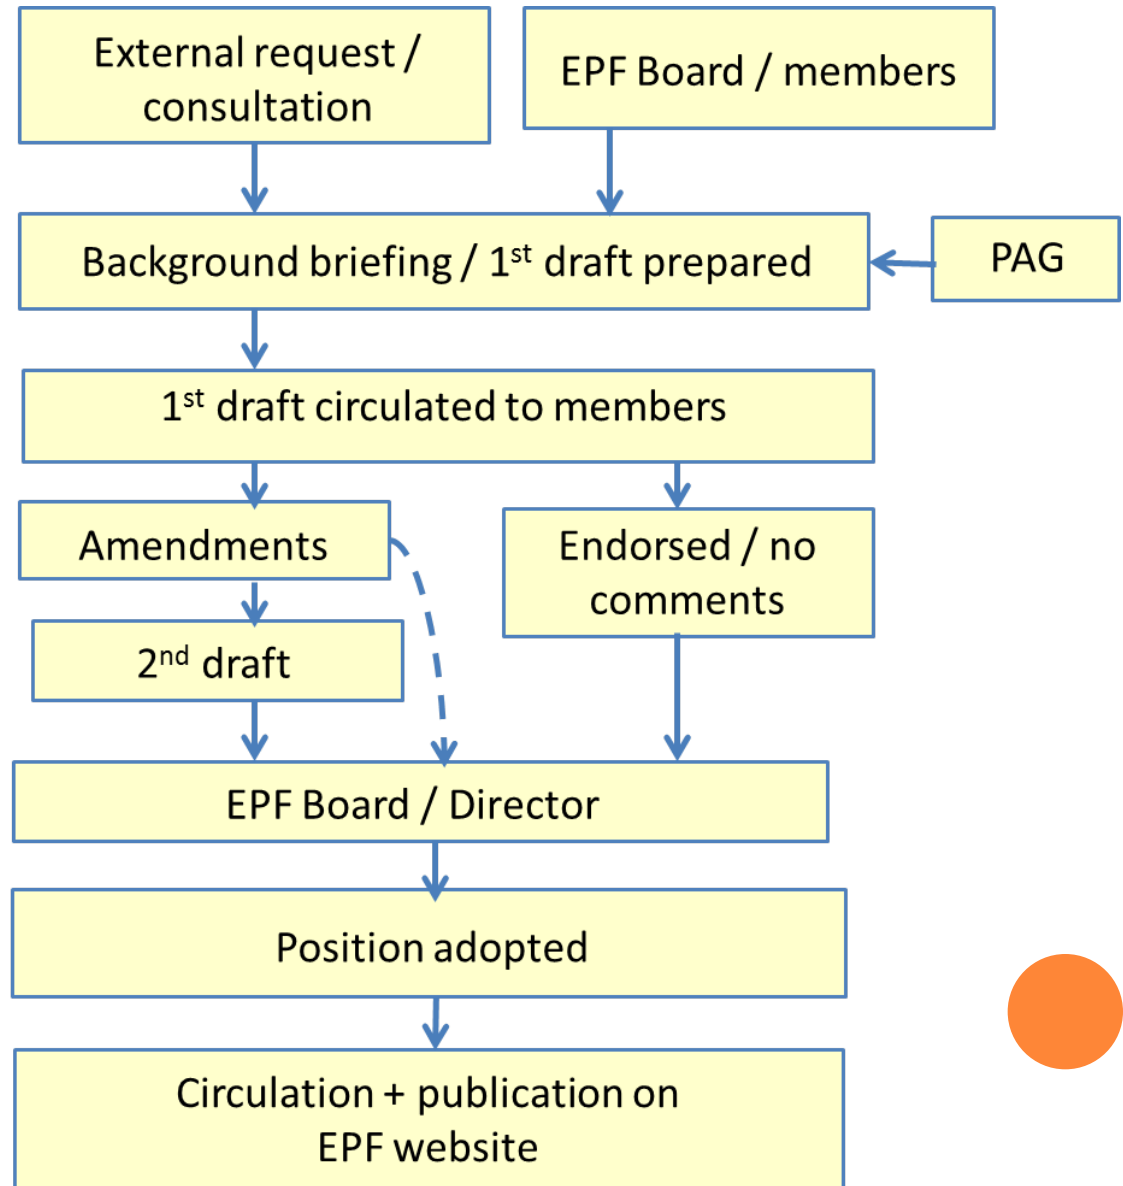 External request /
consultation
EPF Board / members
Background briefing / 1st draft prepared
PAG
1st draft circulated to members
Amendments
Endorsed / no
comments
2nd draft
EPF Board / Director
Position adopted
Circulation + publication on
EPF website